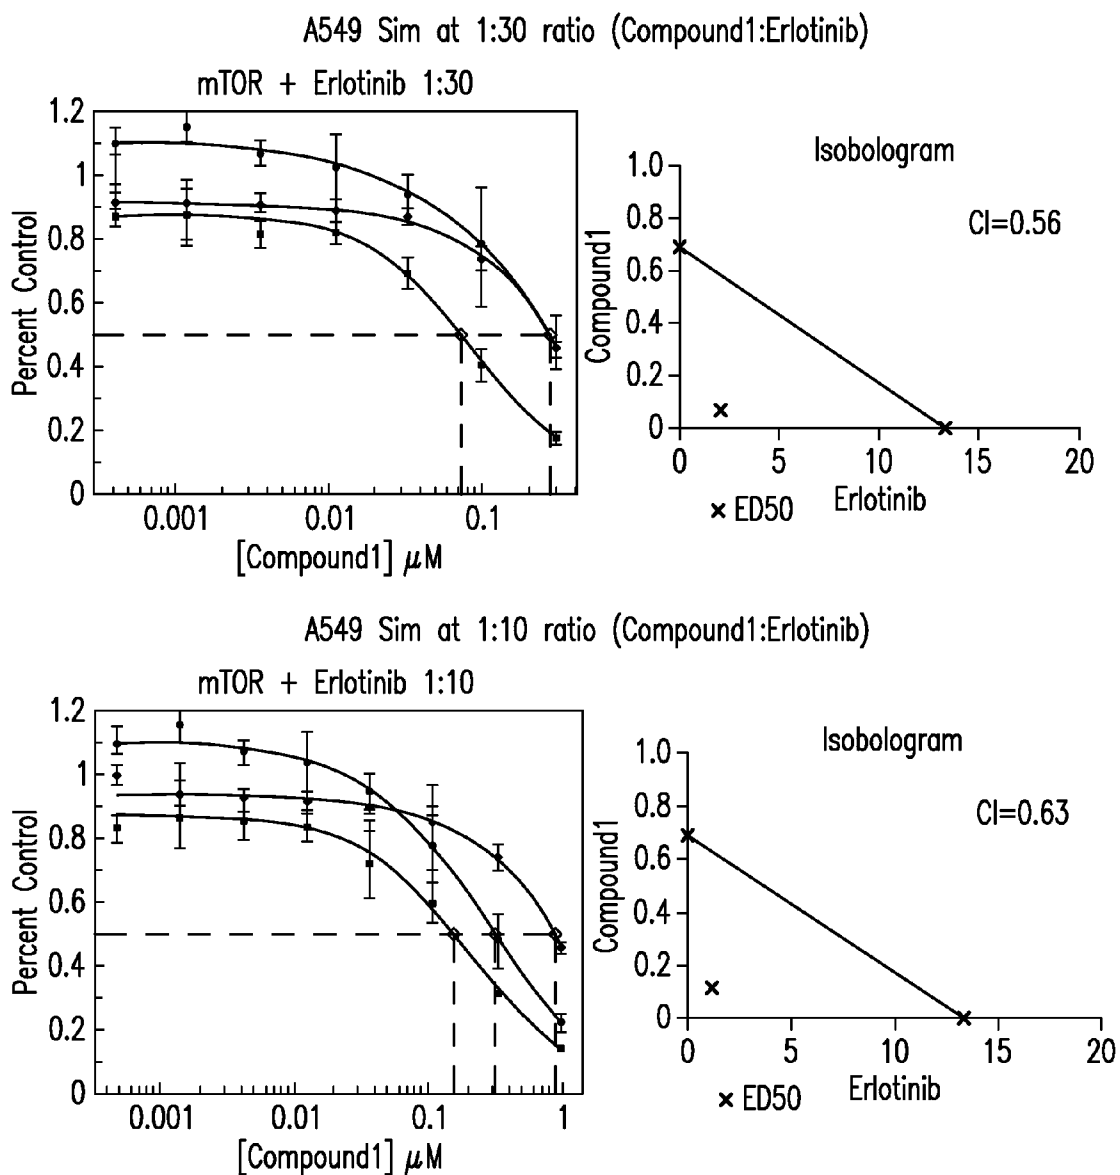 A549 Sim at 1:30 ratio (Compound1:Erlotinib)
mTOR + Erlotinib 1:30
Percent Control
1.2
1
0.8
0.6
0.4
0.2
0
0.001
0.01
0.1
[Compound1] μM
Isobologram
CI=0.56
Compound1
1.0
0.8
0.6
0.4
0.2
0
0
5
10
15
20
Erlotinib
× ED50
A549 Sim at 1:10 ratio (Compound1:Erlotinib)
mTOR + Erlotinib 1:10
Percent Control
1.2
1
0.8
0.6
0.4
0.2
0
0.001
0.01
0.1
1
[Compound1] μM
Isobologram
CI=0.63
Compound1
1.0
0.8
0.6
0.4
0.2
0
0
5
10
15
20
Erlotinib
× ED50